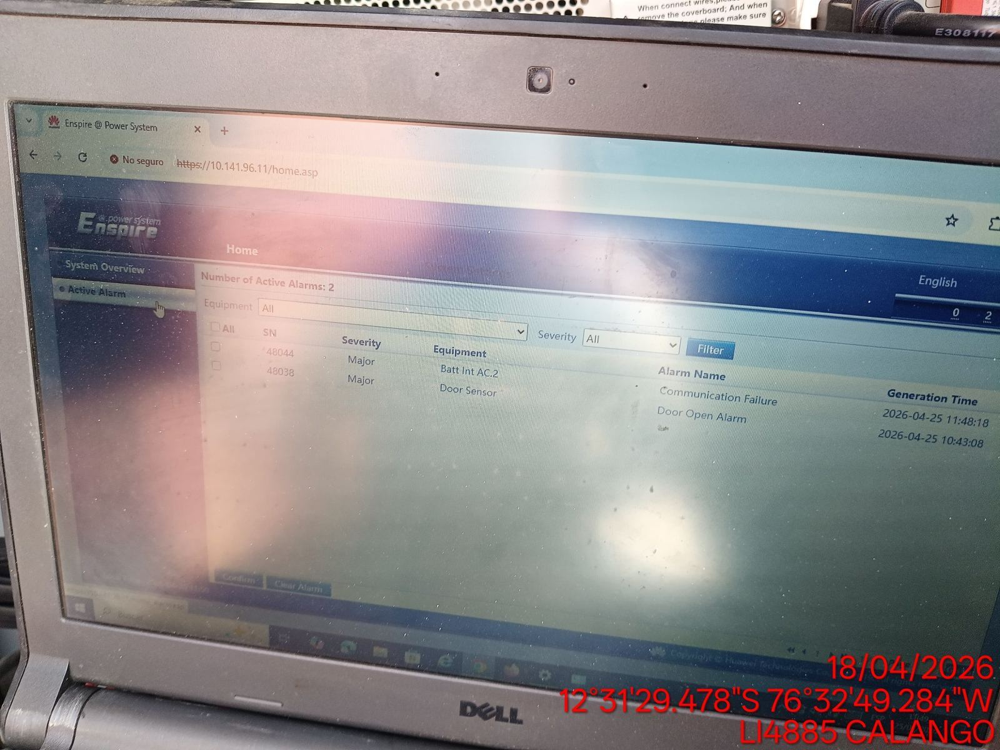 When connect wires,
remove the coverboard; And when
please make sure
E308117
Enspire @ Power System
No seguro https://10.141.96.11/home.asp
@ power system
Enspire
Home
English
0 2
System Overview
Active Alarm
Number of Active Alarms: 2
Equipment All Severity All Filter
All SN Severity Equipment Alarm Name Generation Time
48044 Major Batt Int AC.2 Communication Failure 2026-04-25 11:48:18
48038 Major Door Sensor Door Open Alarm 2026-04-25 10:43:08
Confirm Clear Alarm
Copyright © Huawei Technologies
DELL
18/04/2026
12°31'29.478"S 76°32'49.284"W
LI4885 CALANGO